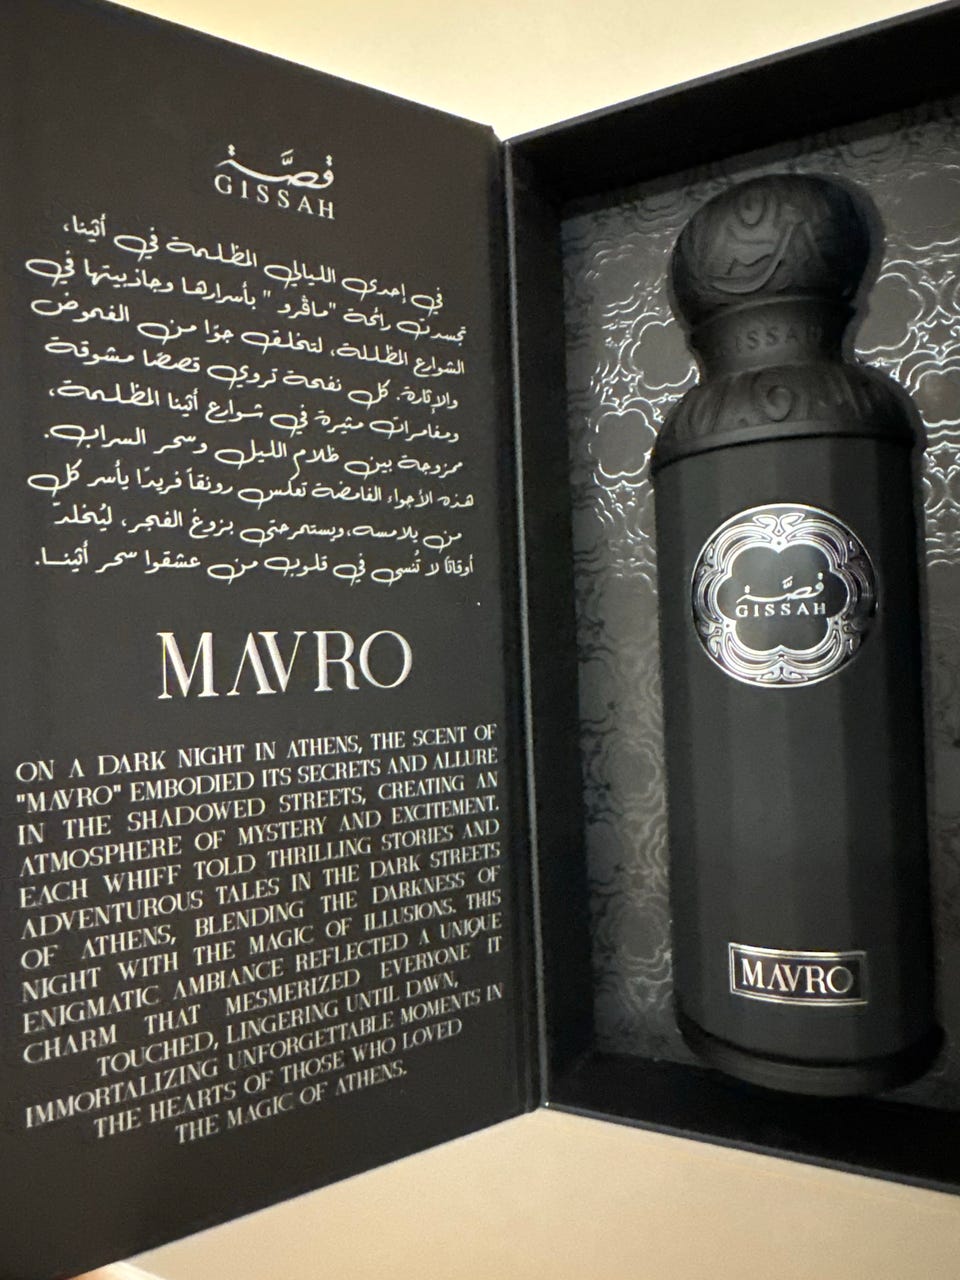 قصّة
GISSAH
في إحدى الليالي المظلمة في أثينا،
تجسدت رائحة "ماڤرو" بأسرارها وجاذبيتها في
الشوارع المظللة، لتخلق جوًا من الغموض
والإثارة. كل نفحة تروي قصصًا مشوقة
ومغامرات مثيرة في شوارع أثينا المظلمة،
ممزوجة بين ظلام الليل وسحر السراب.
هذه الأجواء الغامضة تعكس رونقاً فريدًا يأسر كل
من يلامسه، ويستمر حتى بزوغ الفجر، ليُخلدّ
أوقاتًا لا تُنسى في قلوب من عشقوا سحر أثينـا.
MAVRO
ON A DARK NIGHT IN ATHENS, THE SCENT OF
"MAVRO" EMBODIED ITS SECRETS AND ALLURE
IN THE SHADOWED STREETS, CREATING AN
ATMOSPHERE OF MYSTERY AND EXCITEMENT.
EACH WHIFF TOLD THRILLING STORIES AND
ADVENTUROUS TALES IN THE DARK STREETS
OF ATHENS, BLENDING THE DARKNESS OF
NIGHT WITH THE MAGIC OF ILLUSIONS. THIS
ENIGMATIC AMBIANCE REFLECTED A UNIQUE
CHARM THAT MESMERIZED EVERYONE IT
TOUCHED, LINGERING UNTIL DAWN,
IMMORTALIZING UNFORGETTABLE MOMENTS IN
THE HEARTS OF THOSE WHO LOVED
THE MAGIC OF ATHENS.
GISSAH
قصّة
GISSAH
MAVRO